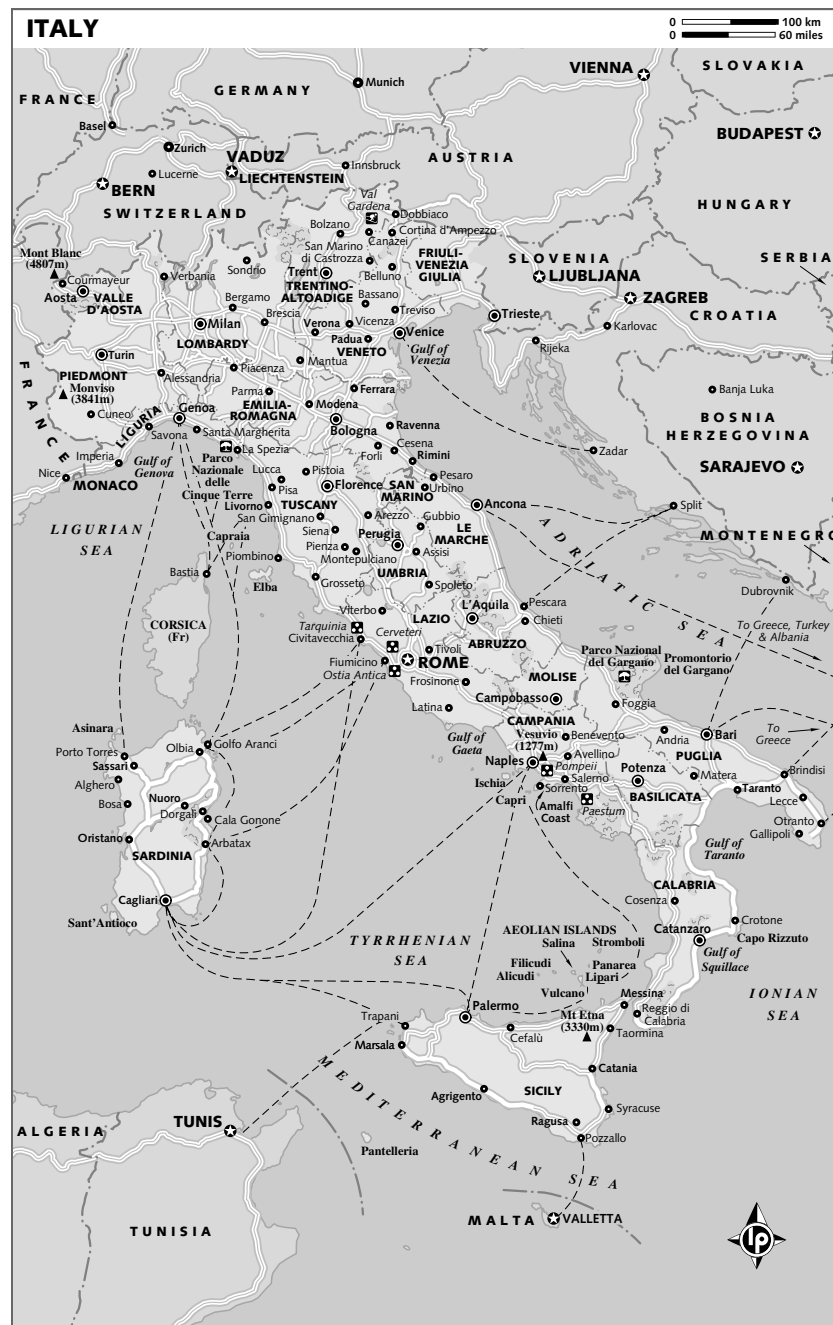 ITALY
0 100 km
0 60 miles
VIENNA
SLOVAKIA
Munich
FRANCE
GERMANY
Basel
BUDAPEST
Zurich
VADUZ
AUSTRIA
Lucerne
LIECHTENSTEIN
Innsbruck
BERN
Val
Gardena
HUNGARY
SWITZERLAND
Dobbiaco
Bolzano
Cortina d'Ampezzo
Canazei
San Marino
di Castrozza
Mont Blanc
(4807m)
Sondrio
FRIULI-
VENEZIA
GIULIA
SLOVENIA
SERBIA
Trent
Belluno
LJUBLJANA
Courmayeur
Verbania
TRENTINO-
ALTOADIGE
Aosta
VALLE
D'AOSTA
Bergamo
Bassano
ZAGREB
Brescia
Treviso
Trieste
CROATIA
Milan
Verona
Vicenza
Venice
Karlovac
LOMBARDY
Padua
Rijeka
Turin
VENETO
Gulf of
Venezia
Mantua
FRANCE
PIEDMONT
Alessandria
Piacenza
Monviso
(3841m)
Parma
Ferrara
Banja Luka
EMILIA-
ROMAGNA
Modena
Cuneo
Genoa
BOSNIA
HERZEGOVINA
LIGURIA
Bologna
Ravenna
Savona
Santa Margherita
Cesena
Zadar
Imperia
Gulf of
Genova
La Spezia
Forli
Rimini
Parco
Nazionale
delle
Cinque Terre
SARAJEVO
Nice
MONACO
Lucca
Pistoia
Pesaro
Florence
SAN
MARINO
Urbino
Pisa
Livorno
TUSCANY
Ancona
Split
San Gimignano
Arezzo
Gubbio
LIGURIAN
SEA
LE
MARCHE
ADRIATIC SEA
Siena
Perugia
MONTENEGRO
Capraia
Pienza
Assisi
Piombino
Montepulciano
Bastia
UMBRIA
Elba
Grosseto
Spoleto
Dubrovnik
Viterbo
L'Aquila
Pescara
CORSICA
(Fr)
LAZIO
Chieti
To Greece, Turkey
& Albania
Tarquinia
Civitavecchia
Cerveteri
ABRUZZO
Tivoli
Parco Nazional
del Gargano
Fiumicino
ROME
Promontorio
del Gargano
Ostia Antica
MOLISE
Frosinone
Campobasso
Foggia
Latina
Asinara
CAMPANIA
To
Greece
Gulf of
Gaeta
Vesuvio
(1277m)
Benevento
Bari
Porto Torres
Olbia
Golfo Aranci
Andria
Sassari
Avellino
PUGLIA
Naples
Pompeii
Alghero
Potenza
Matera
Brindisi
Ischia
Salerno
Sorrento
BASILICATA
Taranto
Bosa
Nuoro
Capri
Lecce
Dorgali
Amalfi
Coast
Paestum
Cala Gonone
Otranto
Oristano
Gallipoli
Arbatax
Gulf of
Taranto
SARDINIA
CALABRIA
Cagliari
Cosenza
Sant'Antioco
Crotone
Catanzaro
AEOLIAN ISLANDS
TYRRHENIAN
SEA
Salina
Stromboli
Capo Rizzuto
Gulf of
Squillace
Filicudi
Panarea
Alicudi
Lipari
Vulcano
IONIAN
SEA
Messina
Palermo
Reggio di
Calabria
Trapani
Mt Etna
(3330m)
Cefalù
Taormina
Marsala
MEDITERRANEAN SEA
Catania
SICILY
Agrigento
Syracuse
TUNIS
Ragusa
ALGERIA
Pozzallo
Pantelleria
MALTA
VALLETTA
TUNISIA
lp